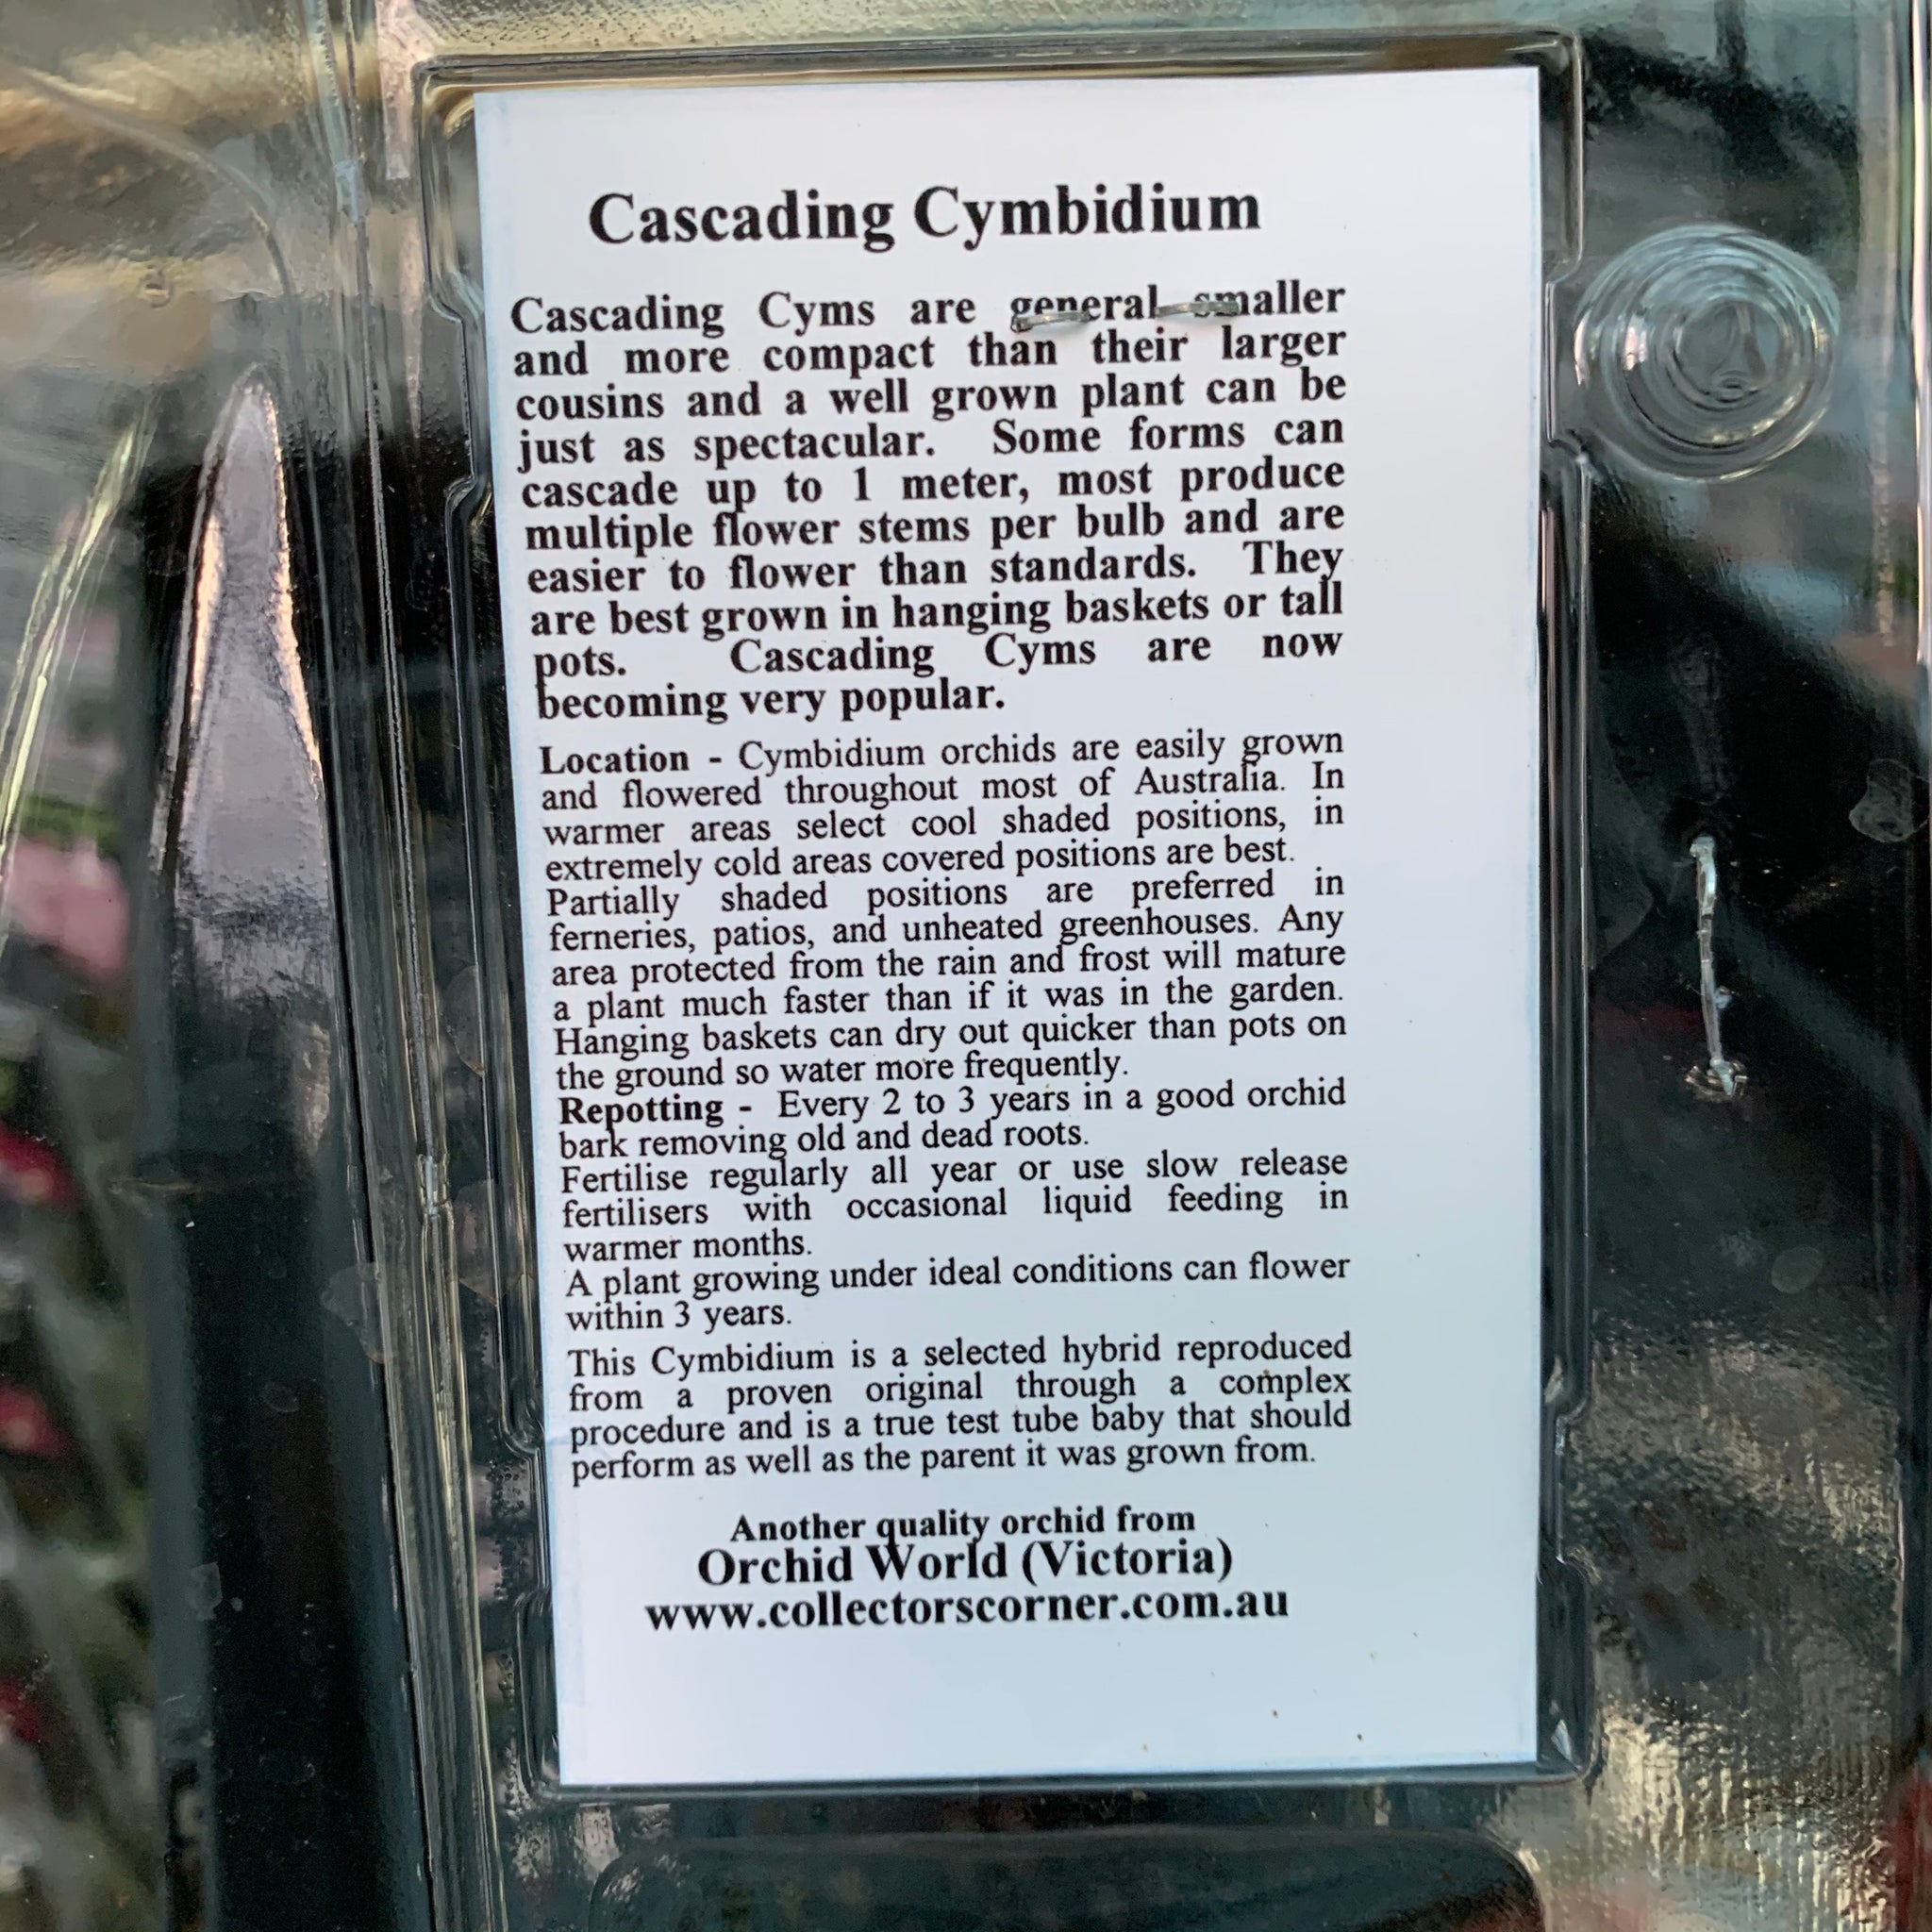 Cascading Cymbidium
Cascading Cyms are general smaller
and more compact than their larger
cousins and a well grown plant can be
just as spectacular. Some forms can
cascade up to 1 meter, most produce
multiple flower stems per bulb and are
easier to flower than standards. They
are best grown in hanging baskets or tall
pots. Cascading Cyms are now
becoming very popular.
Location - Cymbidium orchids are easily grown
and flowered throughout most of Australia. In
warmer areas select cool shaded positions, in
extremely cold areas covered positions are best.
Partially shaded positions are preferred in
ferneries, patios, and unheated greenhouses. Any
area protected from the rain and frost will mature
a plant much faster than if it was in the garden.
Hanging baskets can dry out quicker than pots on
the ground so water more frequently.
Repotting - Every 2 to 3 years in a good orchid
bark removing old and dead roots.
Fertilise regularly all year or use slow release
fertilisers with occasional liquid feeding in
warmer months.
A plant growing under ideal conditions can flower
within 3 years.
This Cymbidium is a selected hybrid reproduced
from a proven original through a complex
procedure and is a true test tube baby that should
perform as well as the parent it was grown from.
Another quality orchid from
Orchid World (Victoria)
www.collectorscorner.com.au